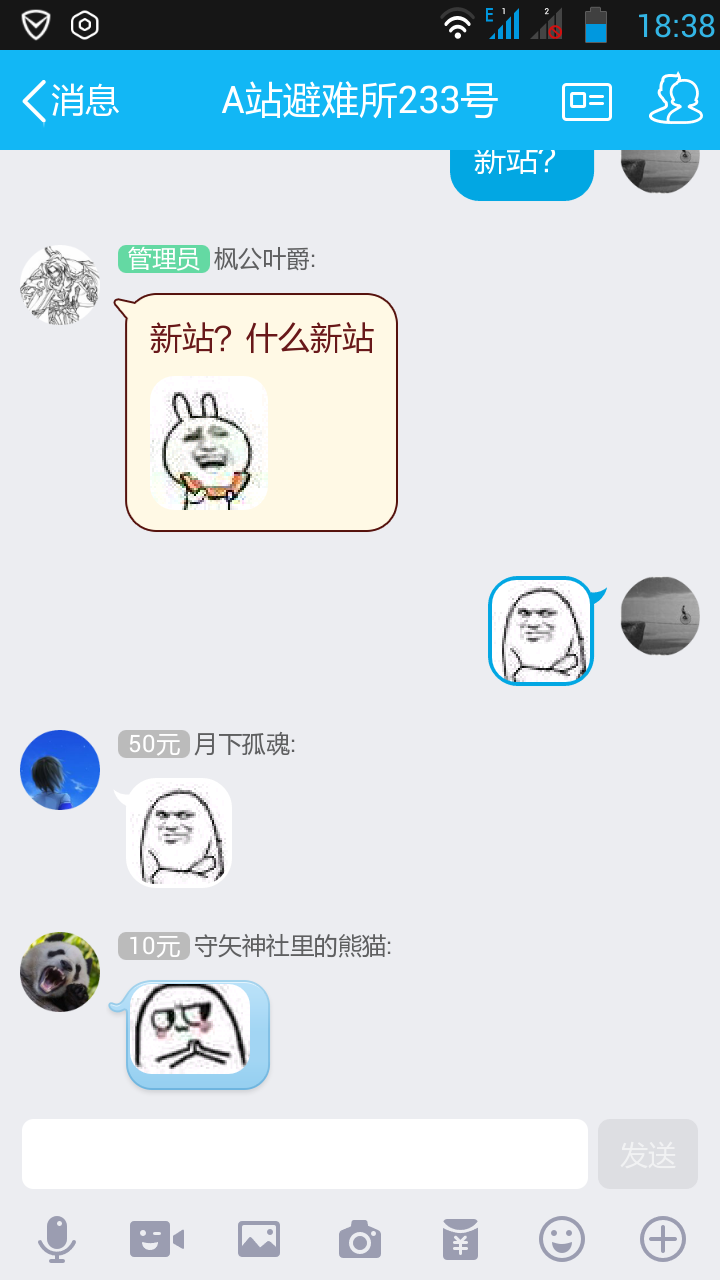 E 1 2 18:38
消息 A站避难所233号
新站?
管理员 枫公叶爵:
新站? 什么新站
50元 月下孤魂:
10元 守矢神社里的熊猫:
发送
¥